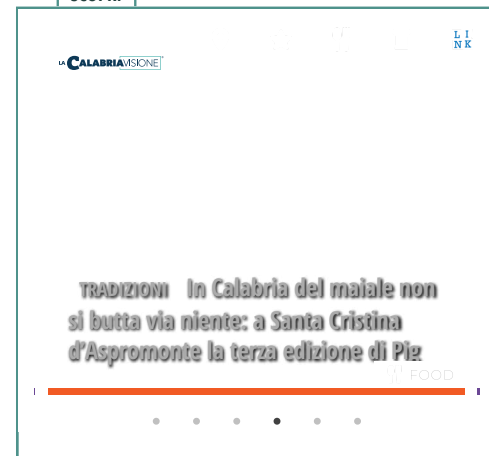 L I
N K
LA CALABRIAVISIONE
TRADIZIONI In Calabria del maiale non
si butta via niente: a Santa Cristina
d'Aspromonte la terza edizione di Pig
FOOD